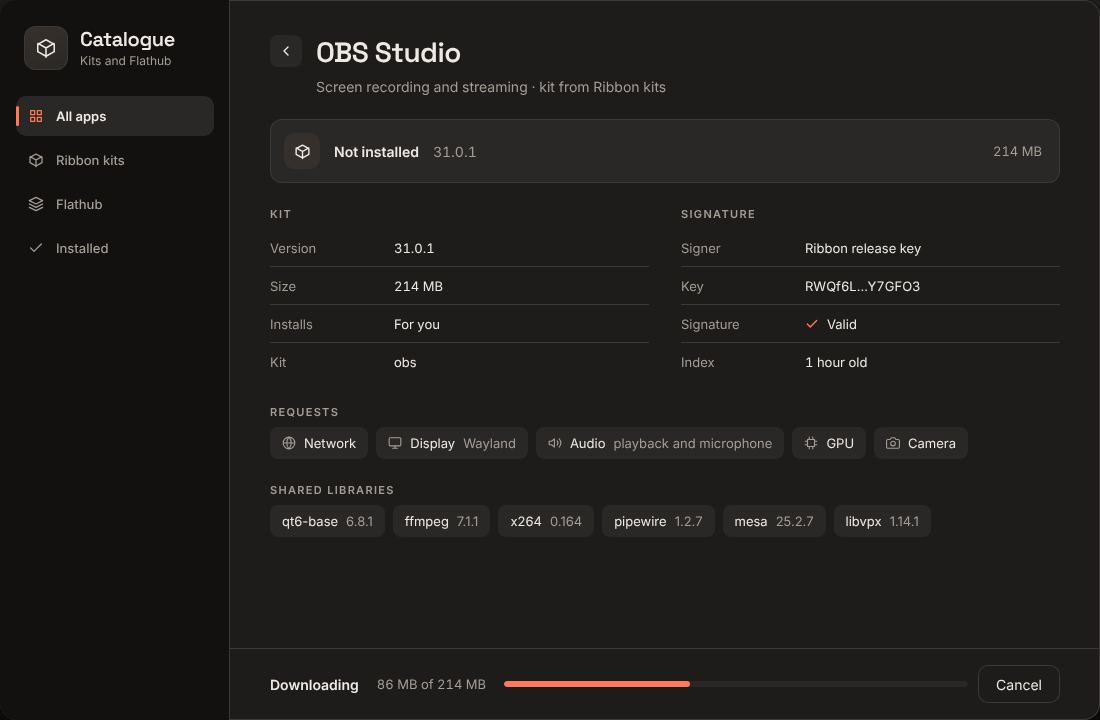 Catalogue
Kits and Flathub
All apps
Ribbon kits
Flathub
Installed
OBS Studio
Screen recording and streaming · kit from Ribbon kits
Not installed 31.0.1 214 MB
KIT
Version 31.0.1
Size 214 MB
Installs For you
Kit obs
SIGNATURE
Signer Ribbon release key
Key RWQf6L…Y7GFO3
Signature Valid
Index 1 hour old
REQUESTS
Network Display Wayland Audio playback and microphone GPU Camera
SHARED LIBRARIES
qt6-base 6.8.1 ffmpeg 7.1.1 x264 0.164 pipewire 1.2.7 mesa 25.2.7 libvpx 1.14.1
Downloading 86 MB of 214 MB Cancel